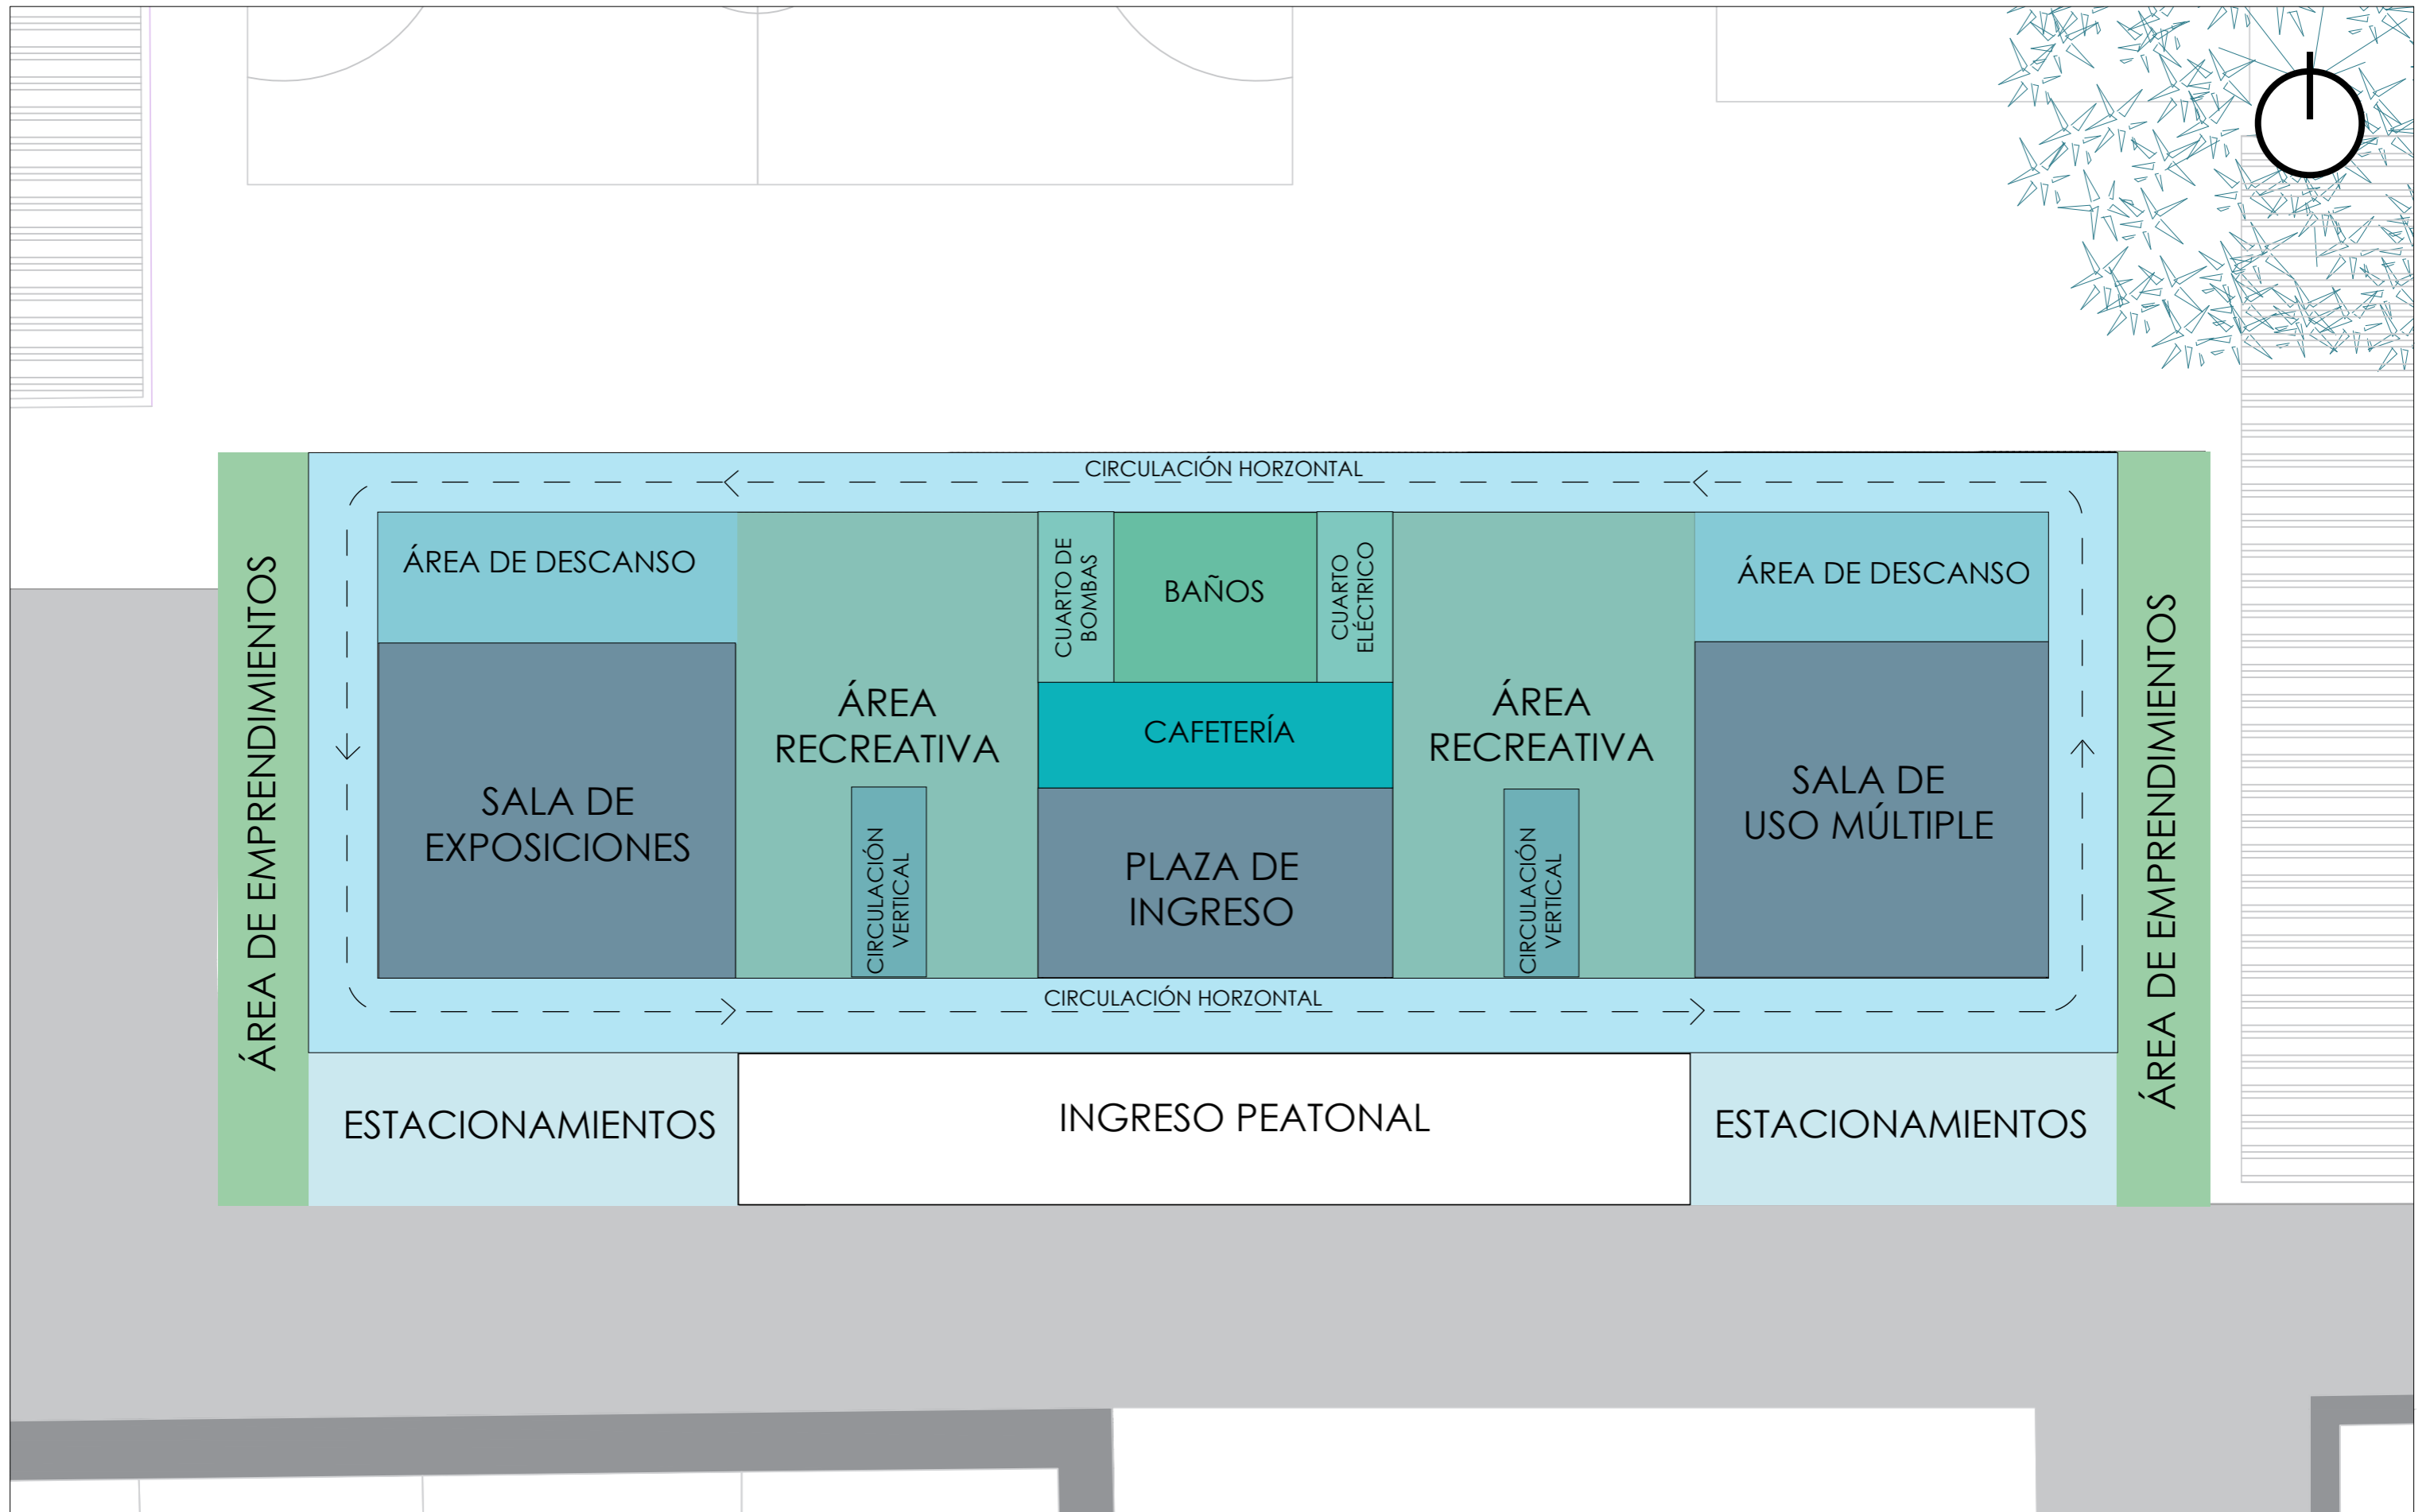 CIRCULACIÓN HORZONTAL
ÁREA DE EMPRENDIMIENTOS
ÁREA DE DESCANSO
CUARTO DE
BOMBAS
BAÑOS
CUARTO
ELÉCTRICO
ÁREA DE DESCANSO
ÁREA DE EMPRENDIMIENTOS
ÁREA
RECREATIVA
CAFETERÍA
ÁREA
RECREATIVA
SALA DE
EXPOSICIONES
CIRCULACIÓN
VERTICAL
PLAZA DE
INGRESO
CIRCULACIÓN
VERTICAL
SALA DE
USO MÚLTIPLE
CIRCULACIÓN HORZONTAL
ESTACIONAMIENTOS
INGRESO PEATONAL
ESTACIONAMIENTOS